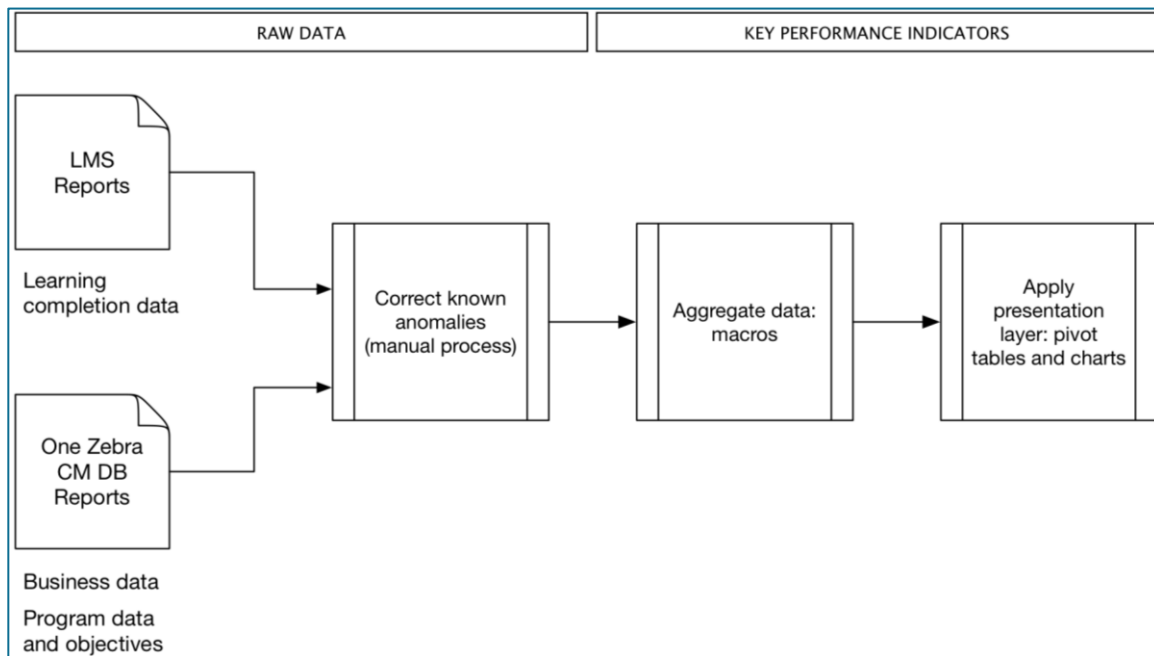 RAW DATA
KEY PERFORMANCE INDICATORS
LMS
Reports
Learning
completion data
One Zebra
CM DB
Reports
Business data
Program data
and objectives
Correct known
anomalies
(manual process)
Aggregate data:
macros
Apply
presentation
layer: pivot
tables and charts